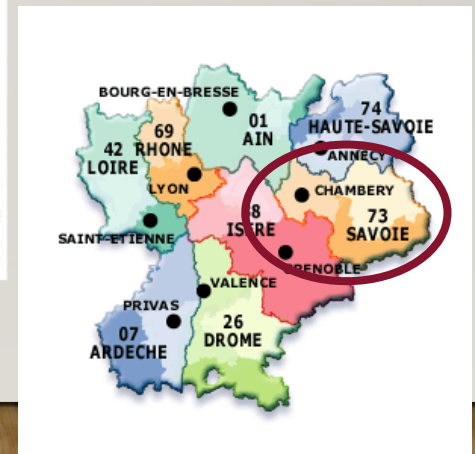 BOURG-EN-BRESSE
01
AIN
74
HAUTE-SAVOIE
ANNECY
69
RHONE
42
LOIRE
LYON
CHAMBERY
73
SAVOIE
38
ISERE
SAINT-ETIENNE
GRENOBLE
VALENCE
PRIVAS
07
ARDECHE
26
DROME